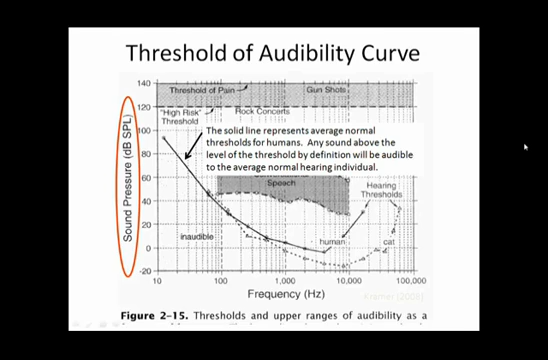 Threshold of Audibility Curve
140
Threshold of Pain
Gun Shots
120
"High Risk"
Threshold
Rock Concerts
100
The solid line represents average normal
thresholds for humans. Any sound above the
level of the threshold by definition will be audible
to the average normal hearing individual.
80
60
Speech
Hearing
Thresholds
40
20
inaudible
human
cat
0
-20
Sound Pressure (dB SPL)
10
100
1,000
10,000
100,000
Frequency (Hz)
Kramer (2008)
Figure 2–15. Thresholds and upper ranges of audibility as a